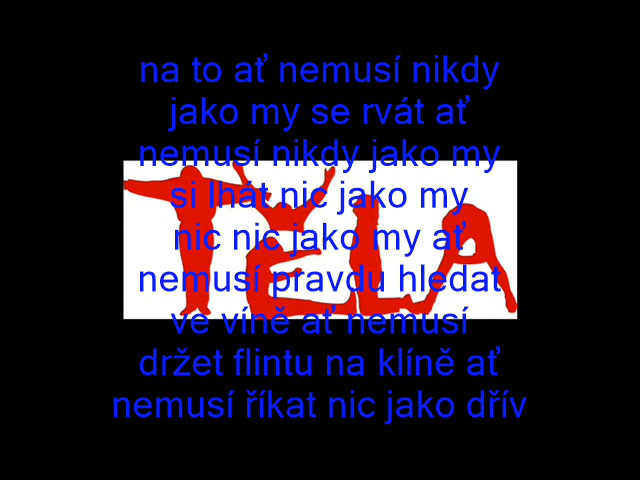 na to ať nemusí nikdy
jako my se rvát ať
nemusí nikdy jako my
si lhát nic jako my
nic nic jako my ať
nemusí pravdu hledat
ve víně ať nemusí
držet flintu na klíně ať
nemusí říkat nic jako dřív
TĚLA